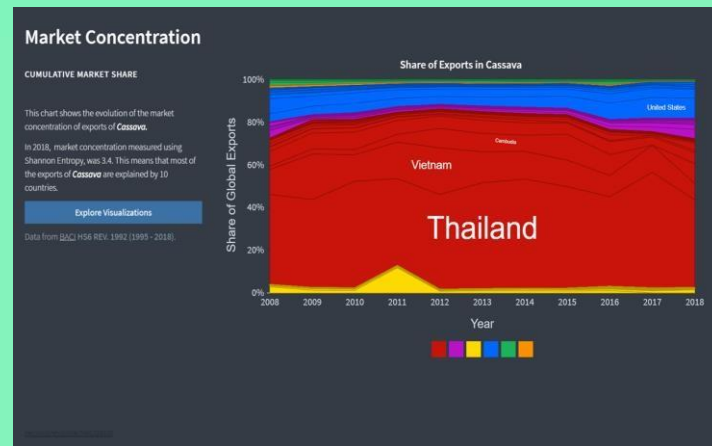 Market Concentration
CUMULATIVE MARKET SHARE
This chart shows the evolution of the market
concentration of exports of Cassava.
In 2018, market concentration measured using
Shannon Entropy, was 3.4. This means that most of
the exports of Cassava are explained by 10
countries.
Explore Visualizations
Data from BACI HS6 REV. 1992 (1995 - 2018).
Share of Exports in Cassava
Share of Global Exports
100%
80%
60%
40%
20%
0%
United States
Cambodia
Vietnam
Thailand
2008 2009 2010 2011 2012 2013 2014 2015 2016 2017 2018
Year